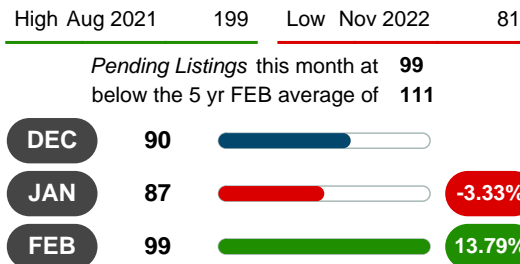 High Aug 2021 199 Low Nov 2022 81
Pending Listings this month at 99
below the 5 yr FEB average of 111
DEC 90
JAN 87 -3.33%
FEB 99 13.79%